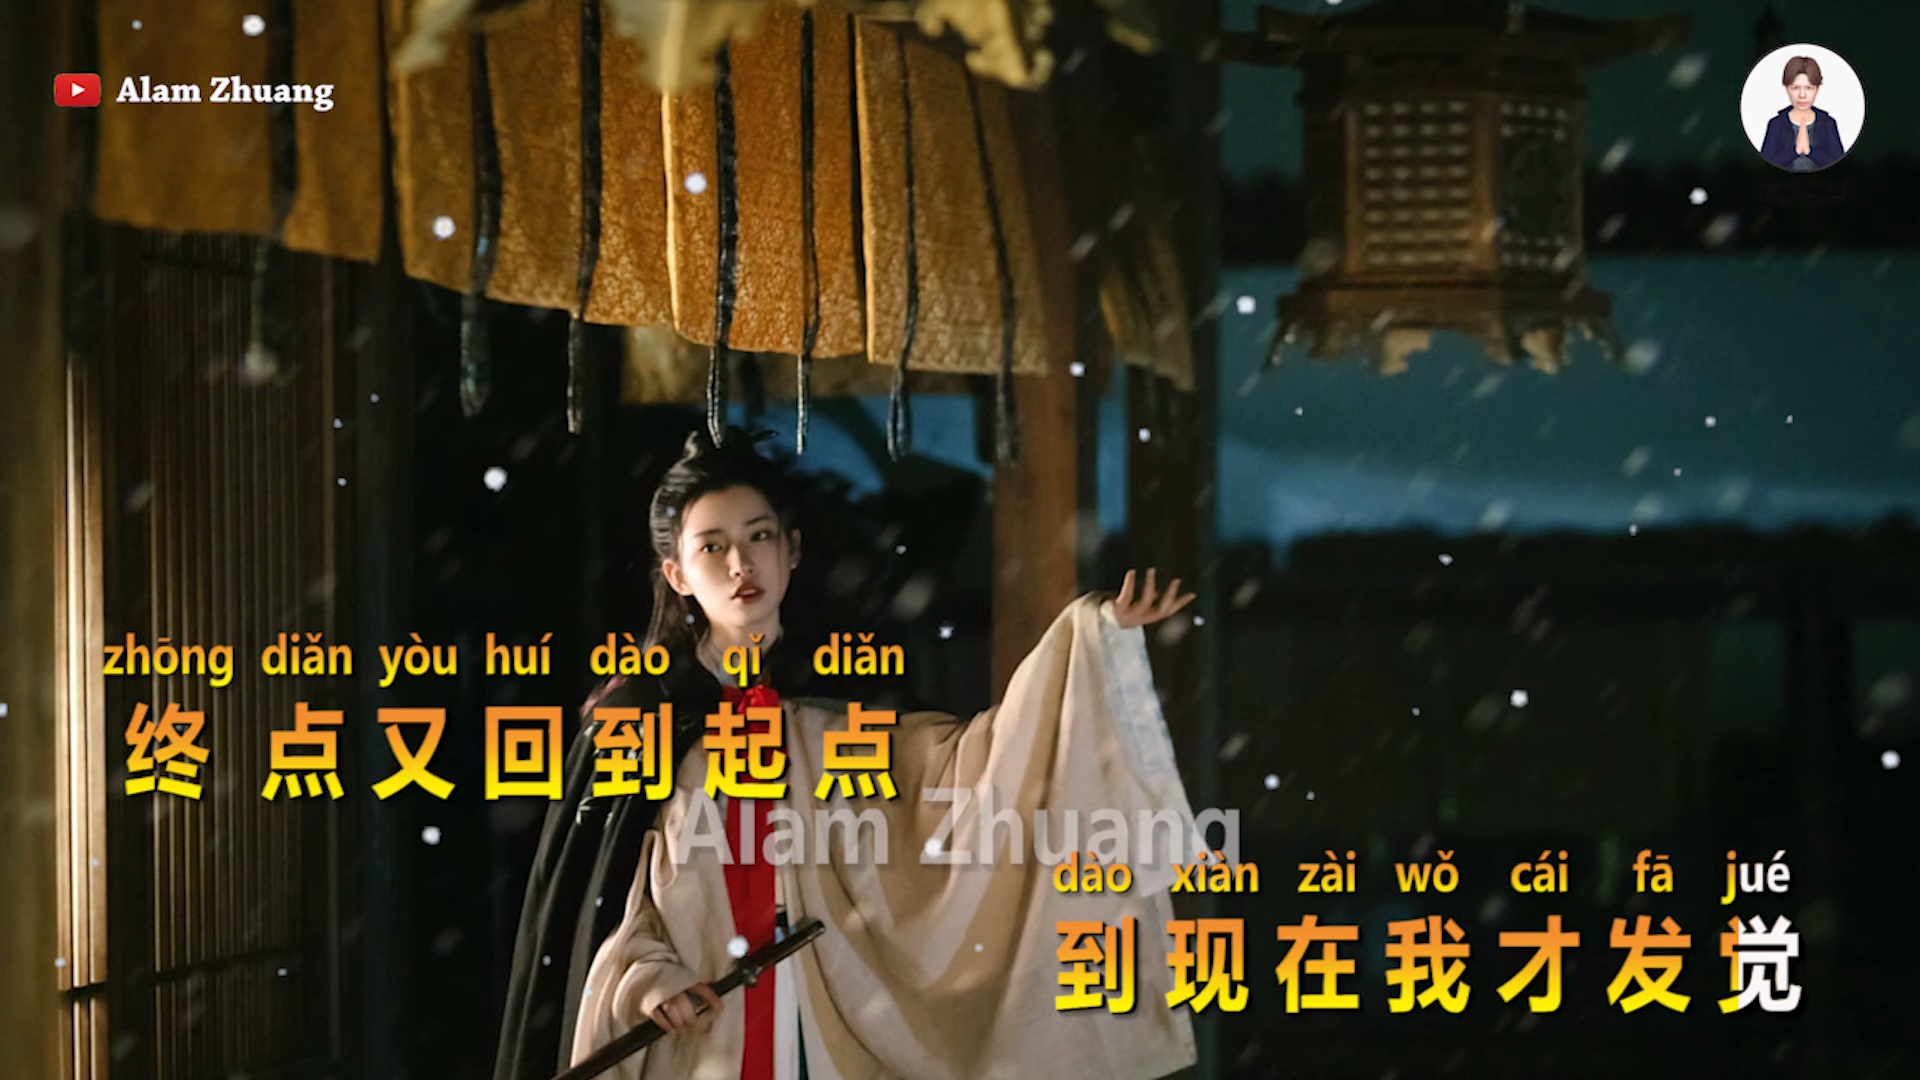 Alam Zhuang
zhōng diǎn yòu huí dào qǐ diǎn
终点又回到起点
Alam Zhuang
dào xiàn zài wǒ cái fā jué
到现在我才发觉